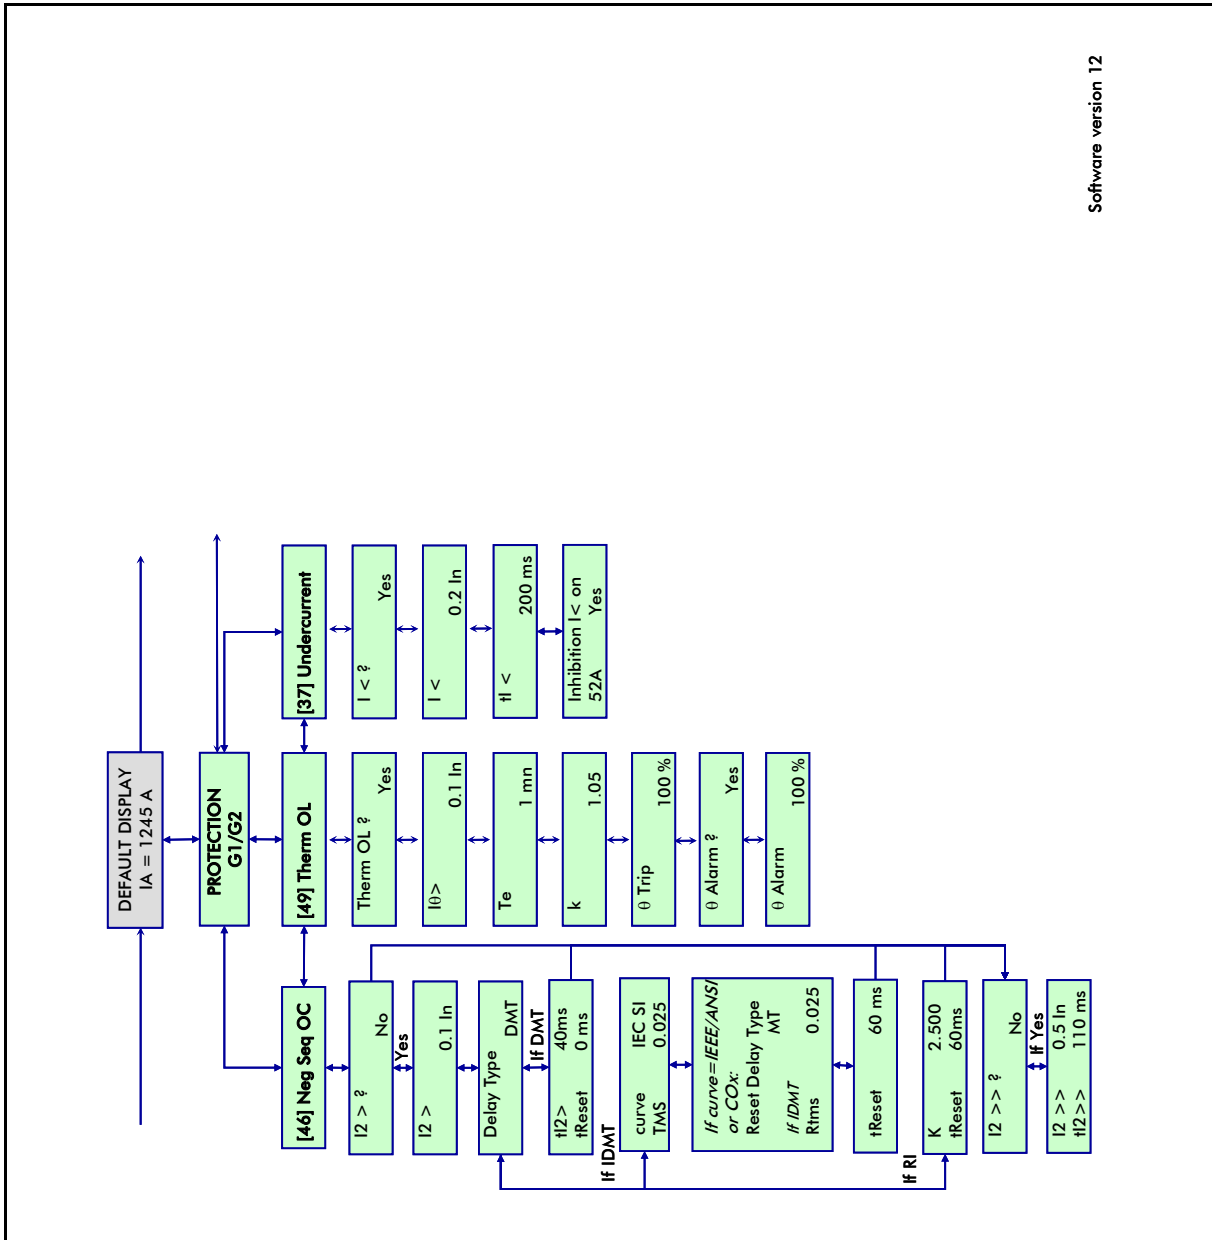 DEFAULT DISPLAY
IA = 1245 A
PROTECTION
G1/G2
[46] Neg Seq OC
I2 > ?
No
Yes
I2 >
0.1 In
Delay Type
DMT
If DMT
tI2> 40ms
tReset 0 ms
If IDMT
curve IEC SI
TMS 0.025
If curve=IEEE/ANSI
or COx:
Reset Delay Type
MT
If IDMT
Rtms 0.025
tReset 60 ms
If RI
K 2.500
tReset 60ms
I2 >> ?
No
If Yes
I2 >> 0.5 In
tI2>> 110 ms
[49] Therm OL
Therm OL ?
Yes
Iθ>
0.1 In
Te
1 mn
k
1.05
θ Trip
100 %
θ Alarm ?
Yes
θ Alarm
100 %
[37] Undercurrent
I < ?
Yes
I <
0.2 In
tI <
200 ms
Inhibition I< on
52A Yes
Software version 12